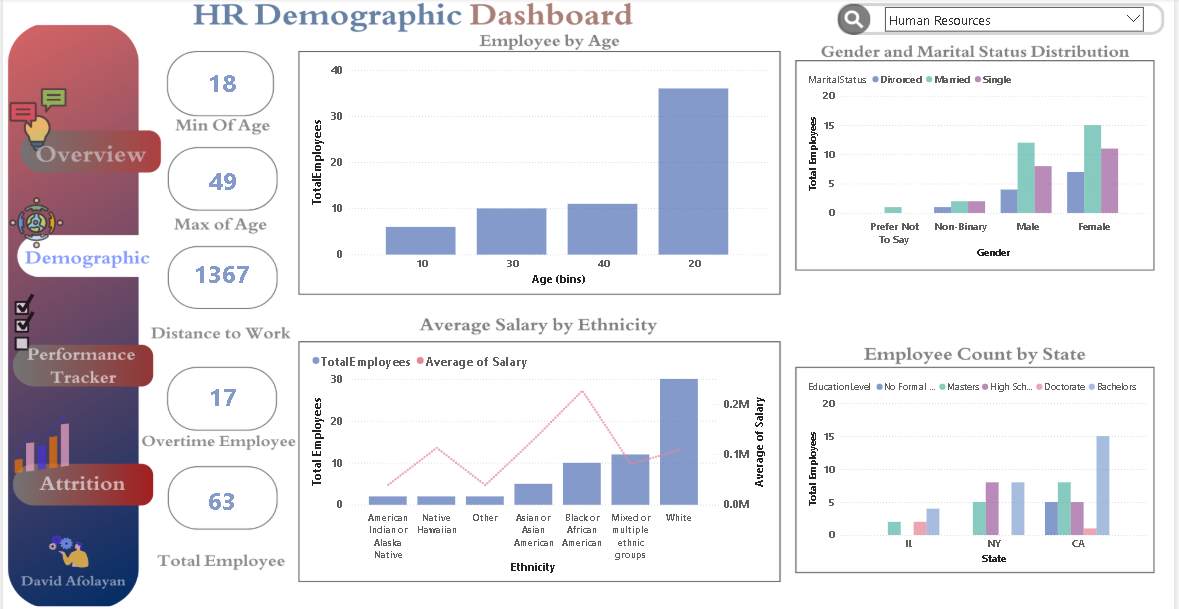 HR Demographic Dashboard
Human Resources
Overview
Demographic
Performance
Tracker
Attrition
David Afolayan
18
Min Of Age
49
Max of Age
1367
Distance to Work
17
Overtime Employee
63
Total Employee
Employee by Age
TotalEmployees
40
30
20
10
0
10 30 40 20
Age (bins)
Gender and Marital Status Distribution
MaritalStatus Divorced Married Single
Total Employees
20
15
10
5
0
Prefer Not
To Say
Non-Binary
Male
Female
Gender
Average Salary by Ethnicity
TotalEmployees Average of Salary
Total Employees
30
20
10
0
0.2M
0.1M
0.0M
Average of Salary
American
Indian or
Alaska
Native
Native
Hawaiian
Other
Asian or
Asian
American
Black or
African
American
Mixed or
multiple
ethnic
groups
White
Ethnicity
Employee Count by State
EducationLevel No Formal ... Masters High Sch... Doctorate Bachelors
Total Employees
20
15
10
5
0
IL NY CA
State